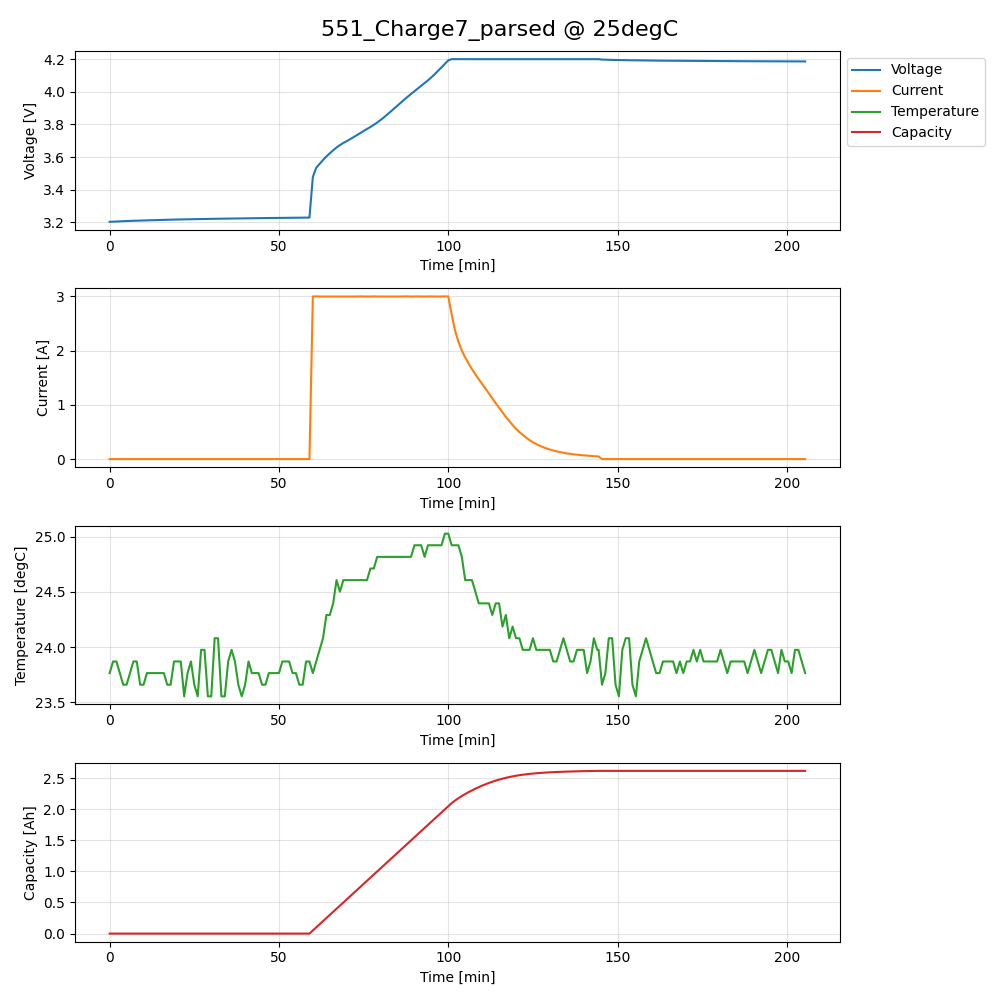 551_Charge7_parsed @ 25degC
Voltage
Current
Temperature
Capacity
Voltage [V]
4.2
4.0
3.8
3.6
3.4
3.2
0 50 100 150 200
Time [min]
Current [A]
3
2
1
0
0 50 100 150 200
Time [min]
Temperature [degC]
25.0
24.5
24.0
23.5
0 50 100 150 200
Time [min]
Capacity [Ah]
2.5
2.0
1.5
1.0
0.5
0.0
0 50 100 150 200
Time [min]